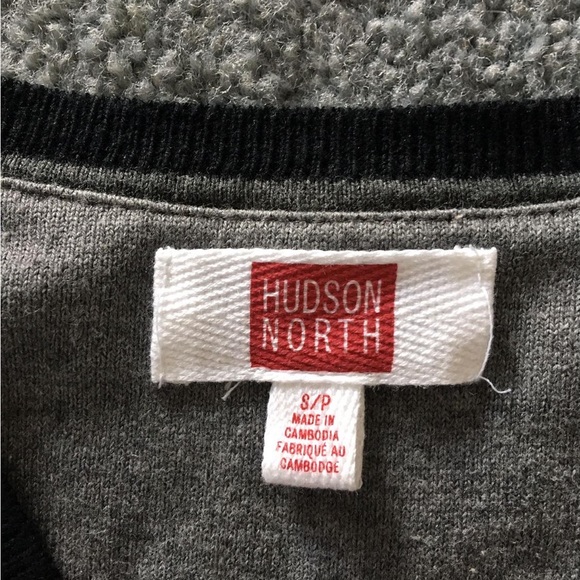 HUDSON
NORTH
S/P
MADE IN
CAMBODIA
FABRIQUÉ AU
CAMBODGE